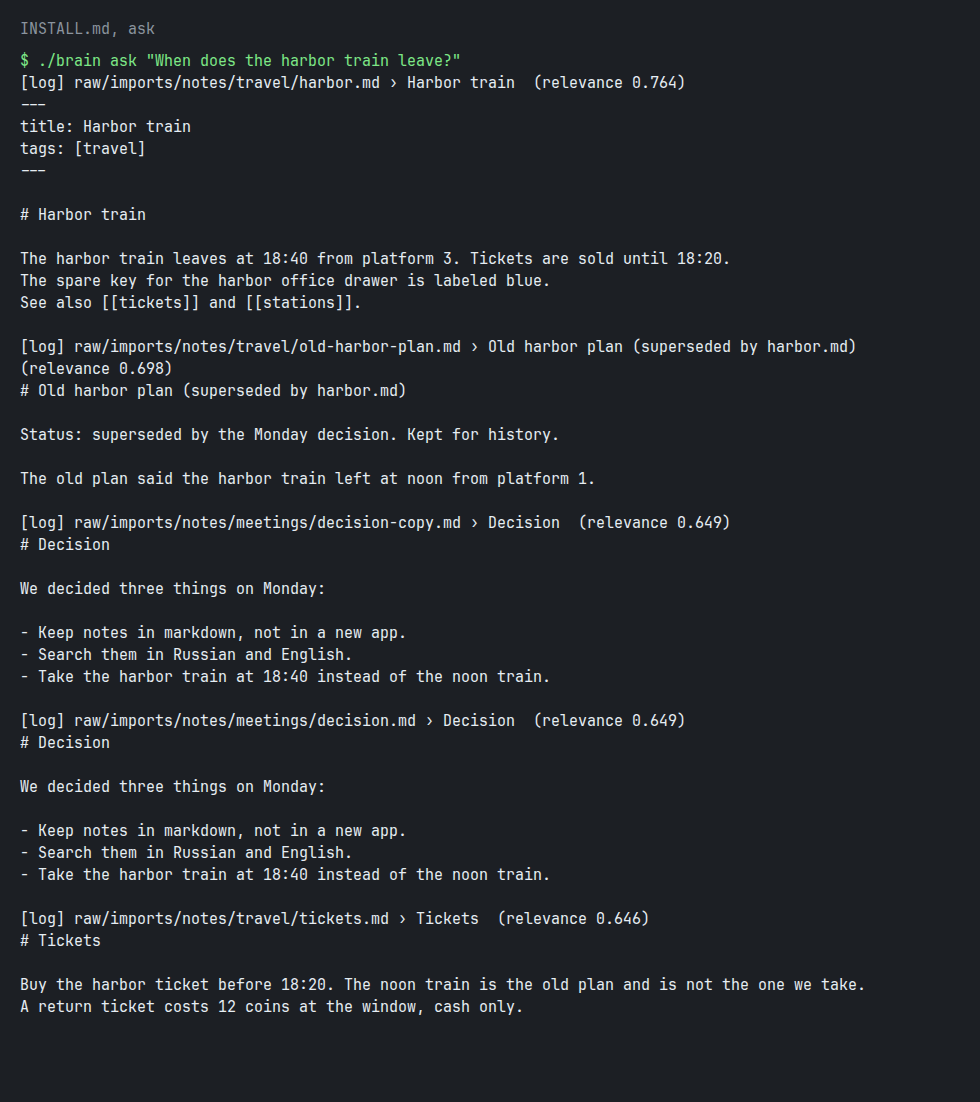 INSTALL.md, ask
$ ./brain ask "When does the harbor train leave?"
[log] raw/imports/notes/travel/harbor.md › Harbor train  (relevance 0.764)
---
title: Harbor train
tags: [travel]
---
# Harbor train
The harbor train leaves at 18:40 from platform 3. Tickets are sold until 18:20.
The spare key for the harbor office drawer is labeled blue.
See also [[tickets]] and [[stations]].
[log] raw/imports/notes/travel/old-harbor-plan.md › Old harbor plan (superseded by harbor.md)
(relevance 0.698)
# Old harbor plan (superseded by harbor.md)
Status: superseded by the Monday decision. Kept for history.
The old plan said the harbor train left at noon from platform 1.
[log] raw/imports/notes/meetings/decision-copy.md › Decision  (relevance 0.649)
# Decision
We decided three things on Monday:
- Keep notes in markdown, not in a new app.
- Search them in Russian and English.
- Take the harbor train at 18:40 instead of the noon train.
[log] raw/imports/notes/meetings/decision.md › Decision  (relevance 0.649)
# Decision
We decided three things on Monday:
- Keep notes in markdown, not in a new app.
- Search them in Russian and English.
- Take the harbor train at 18:40 instead of the noon train.
[log] raw/imports/notes/travel/tickets.md › Tickets  (relevance 0.646)
# Tickets
Buy the harbor ticket before 18:20. The noon train is the old plan and is not the one we take.
A return ticket costs 12 coins at the window, cash only.